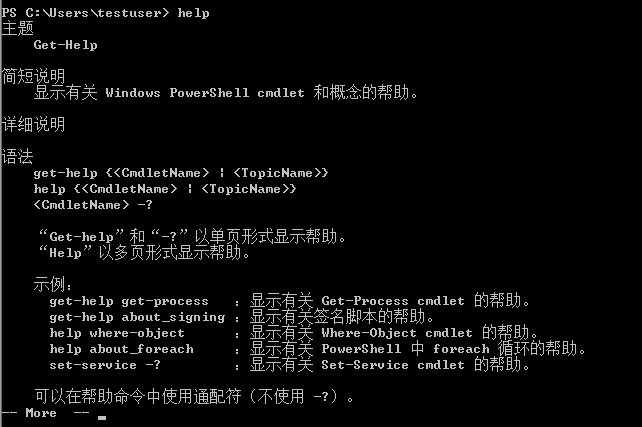 PS C:\Users\testuser> help
主题
Get-Help
简短说明
显示有关 Windows PowerShell cmdlet 和概念的帮助。
详细说明
语法
get-help {<CmdletName> | <TopicName>}
help {<CmdletName> | <TopicName>}
<CmdletName> -?
“Get-help”和“-?”以单页形式显示帮助。
“Help”以多页形式显示帮助。
示例:
get-help get-process   : 显示有关 Get-Process cmdlet 的帮助。
get-help about_signing : 显示有关签名脚本的帮助。
help where-object      : 显示有关 Where-Object cmdlet 的帮助。
help about_foreach     : 显示有关 PowerShell 中 foreach 循环的帮助。
set-service -?         : 显示有关 Set-Service cmdlet 的帮助。
可以在帮助命令中使用通配符(不使用 -?)。
-- More  --